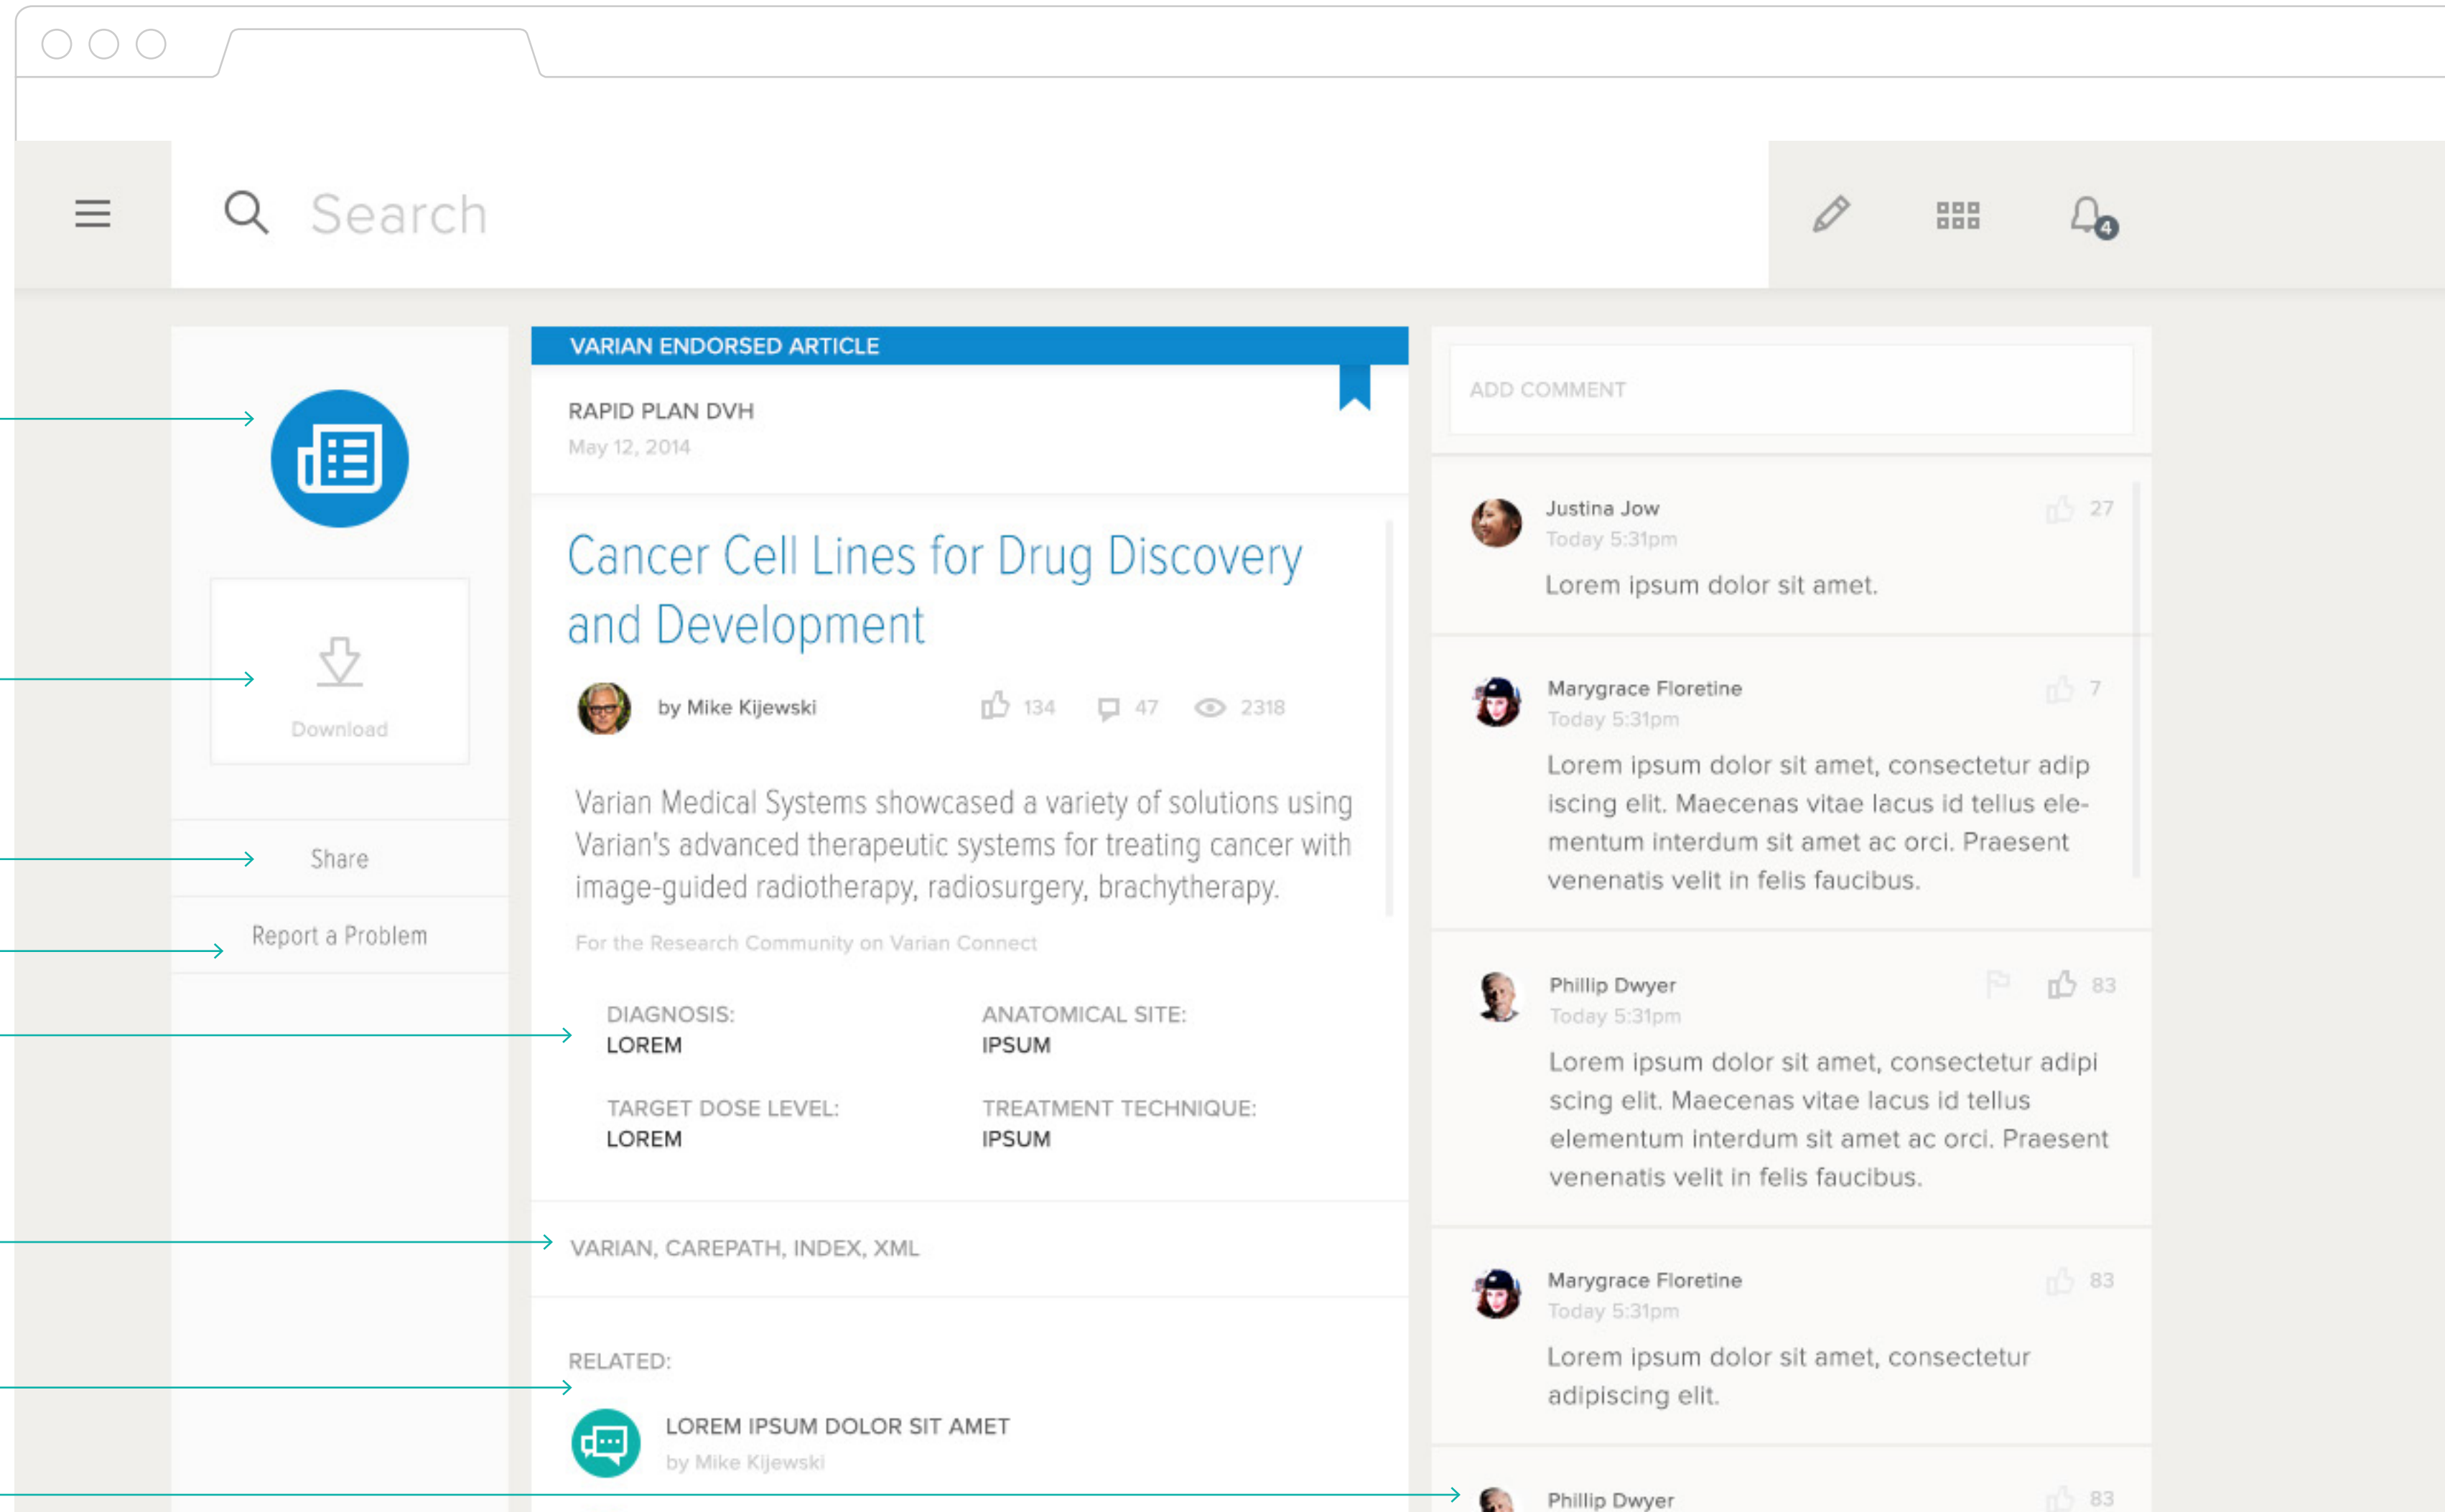 Search
4
Download
Share
Report a Problem
VARIAN ENDORSED ARTICLE
RAPID PLAN DVH
May 12, 2014
Cancer Cell Lines for Drug Discovery
and Development
by Mike Kijewski 134 47 2318
Varian Medical Systems showcased a variety of solutions using
Varian's advanced therapeutic systems for treating cancer with
image-guided radiotherapy, radiosurgery, brachytherapy.
For the Research Community on Varian Connect
DIAGNOSIS:
LOREM
ANATOMICAL SITE:
IPSUM
TARGET DOSE LEVEL:
LOREM
TREATMENT TECHNIQUE:
IPSUM
VARIAN, CAREPATH, INDEX, XML
RELATED:
LOREM IPSUM DOLOR SIT AMET
by Mike Kijewski
ADD COMMENT
Justina Jow 27
Today 5:31pm
Lorem ipsum dolor sit amet.
Marygrace Floretine 7
Today 5:31pm
Lorem ipsum dolor sit amet, consectetur adip
iscing elit. Maecenas vitae lacus id tellus ele-
mentum interdum sit amet ac orci. Praesent
venenatis velit in felis faucibus.
Phillip Dwyer 83
Today 5:31pm
Lorem ipsum dolor sit amet, consectetur adipi
scing elit. Maecenas vitae lacus id tellus
elementum interdum sit amet ac orci. Praesent
venenatis velit in felis faucibus.
Marygrace Floretine 83
Today 5:31pm
Lorem ipsum dolor sit amet, consectetur
adipiscing elit.
Phillip Dwyer 83